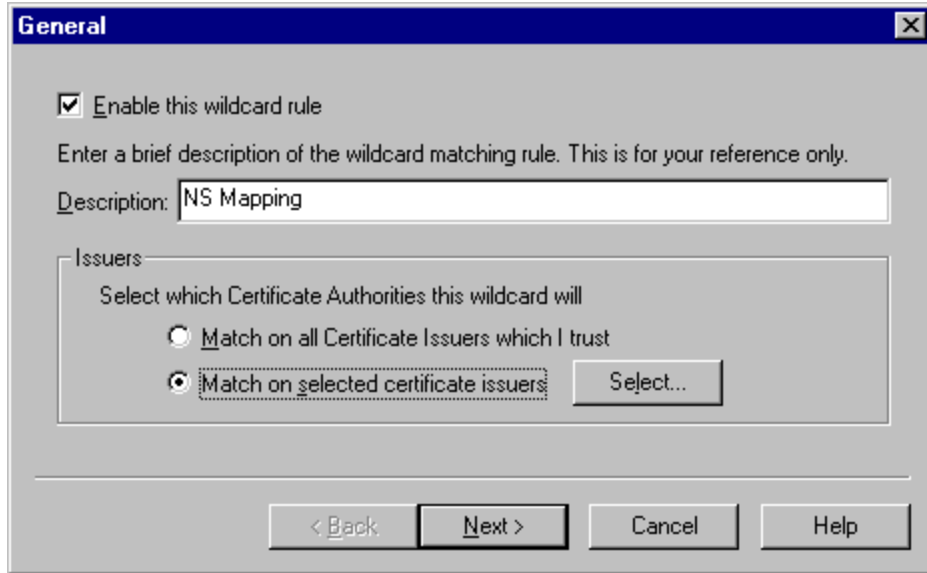 General
Enable this wildcard rule
Enter a brief description of the wildcard matching rule. This is for your reference only.
Description: NS Mapping
Issuers
Select which Certificate Authorities this wildcard will
Match on all Certificate Issuers which I trust
Match on selected certificate issuers Select...
< Back Next > Cancel Help